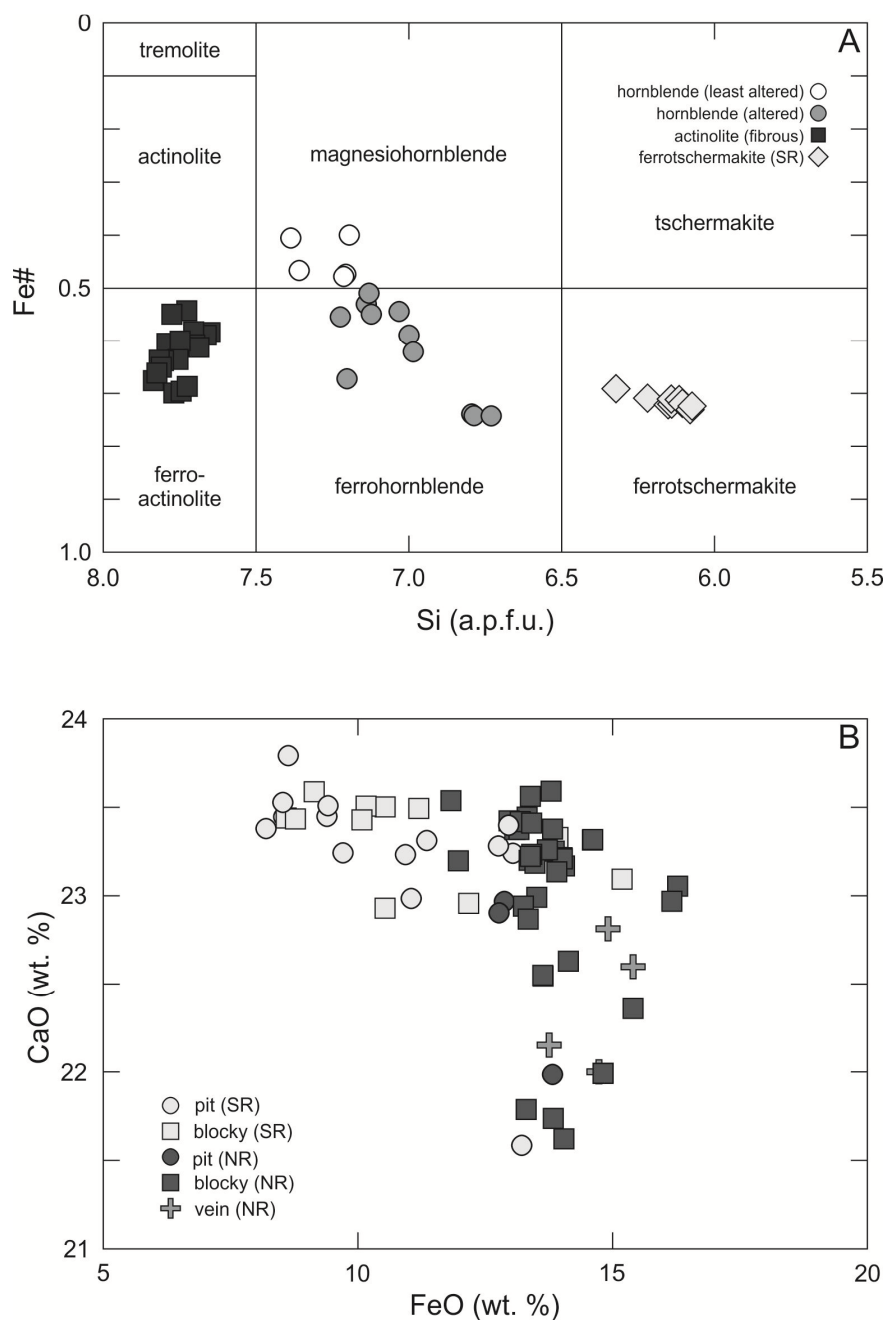 A
0
0.5
1.0
Fe#
tremolite
actinolite
magnesiohornblende
tschermakite
hornblende (least altered)
hornblende (altered)
actinolite (fibrous)
ferrotschermakite (SR)
ferro-
actinolite
ferrohornblende
ferrotschermakite
8.0 7.5 7.0 6.5 6.0 5.5
Si (a.p.f.u.)
B
24
23
22
21
CaO (wt. %)
pit (SR)
blocky (SR)
pit (NR)
blocky (NR)
vein (NR)
5 10 15 20
FeO (wt. %)